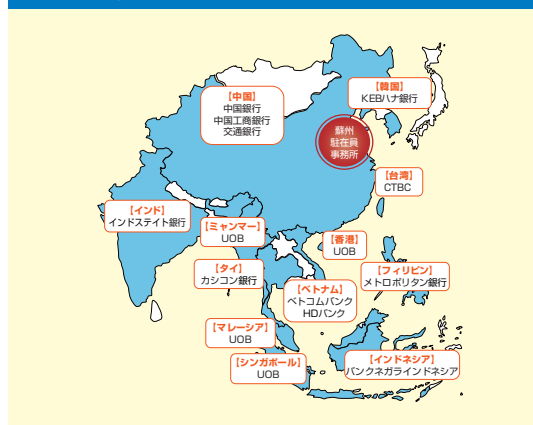 【中国】
中国銀行
中国工商銀行
交通銀行
【韓国】
KEBハナ銀行
蘇州
駐在員
事務所
【台湾】
CTBC
【インド】
インドステイト銀行
【ミャンマー】
UOB
【香港】
UOB
【タイ】
カシコン銀行
【フィリピン】
メトロポリタン銀行
【ベトナム】
ベトコムバンク
HDバンク
【マレーシア】
UOB
【シンガポール】
UOB
【インドネシア】
バンクネガラインドネシア